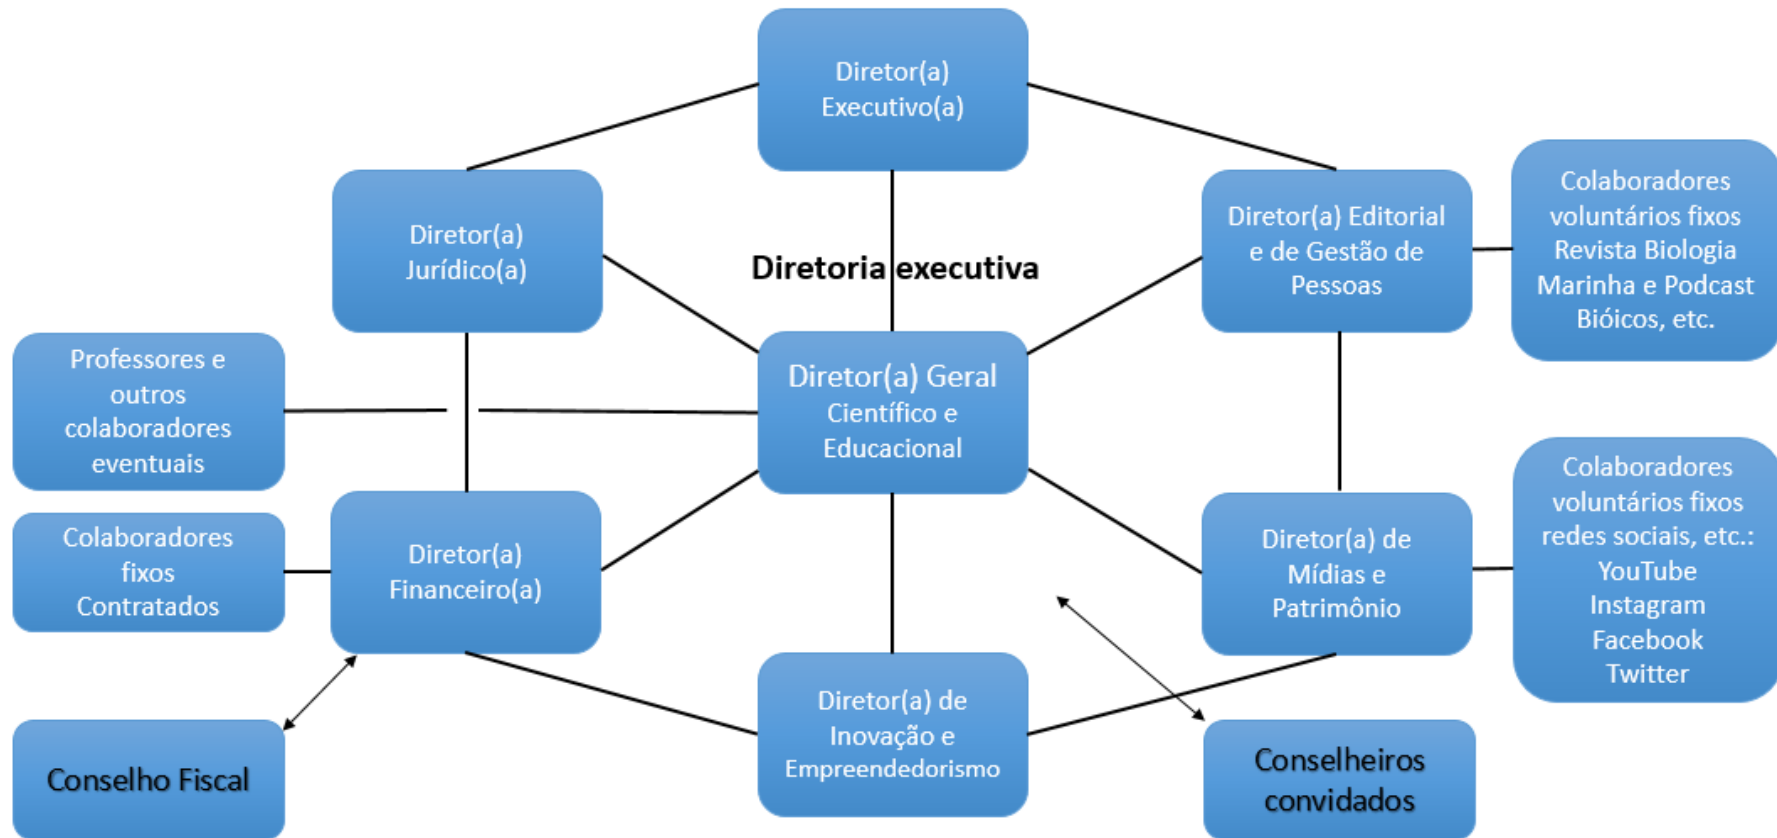 Diretor(a)
Executivo(a)
Diretor(a)
Jurídico(a)
Diretoria executiva
Diretor(a) Editorial
e de Gestão de
Pessoas
Colaboradores
voluntários fixos
Revista Biologia
Marinha e Podcast
Bióicos, etc.
Professores e
outros
colaboradores
eventuais
Diretor(a) Geral
Científico e
Educacional
Colaboradores
fixos
Contratados
Diretor(a)
Financeiro(a)
Diretor(a) de
Mídias e
Patrimônio
Colaboradores
voluntários fixos
redes sociais, etc.:
YouTube
Instagram
Facebook
Twitter
Conselho Fiscal
Diretor(a) de
Inovação e
Empreendedorismo
Conselheiros
convidados